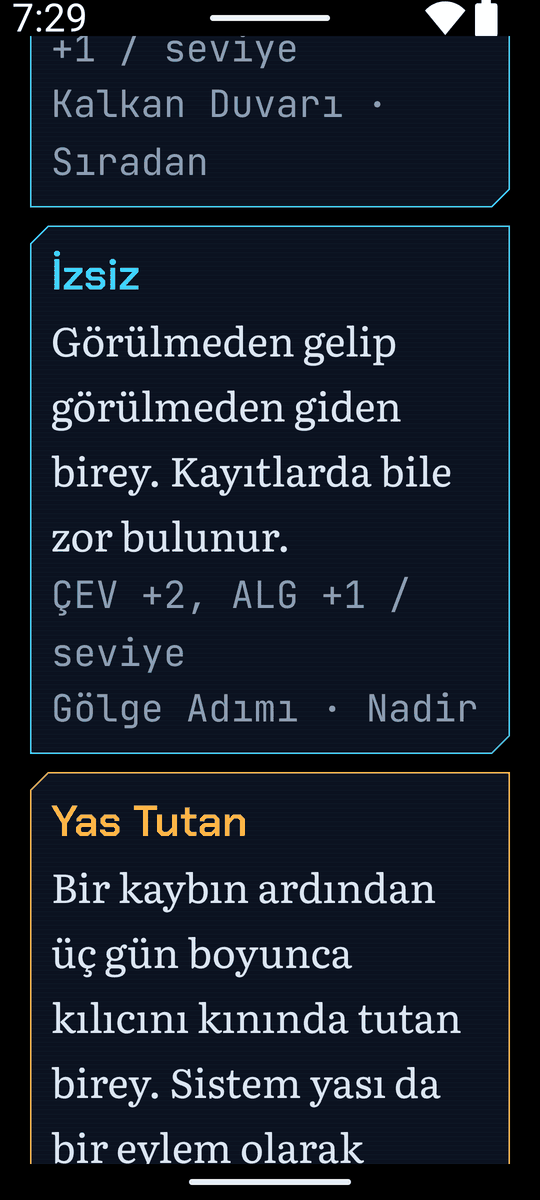 7:29
+1 / seviye
Kalkan Duvarı ·
Sıradan
İzsiz
Görülmeden gelip
görülmeden giden
birey. Kayıtlarda bile
zor bulunur.
ÇEV +2, ALG +1 /
seviye
Gölge Adımı · Nadir
Yas Tutan
Bir kaybın ardından
üç gün boyunca
kılıcını kınında tutan
birey. Sistem yası da
bir eylem olarak